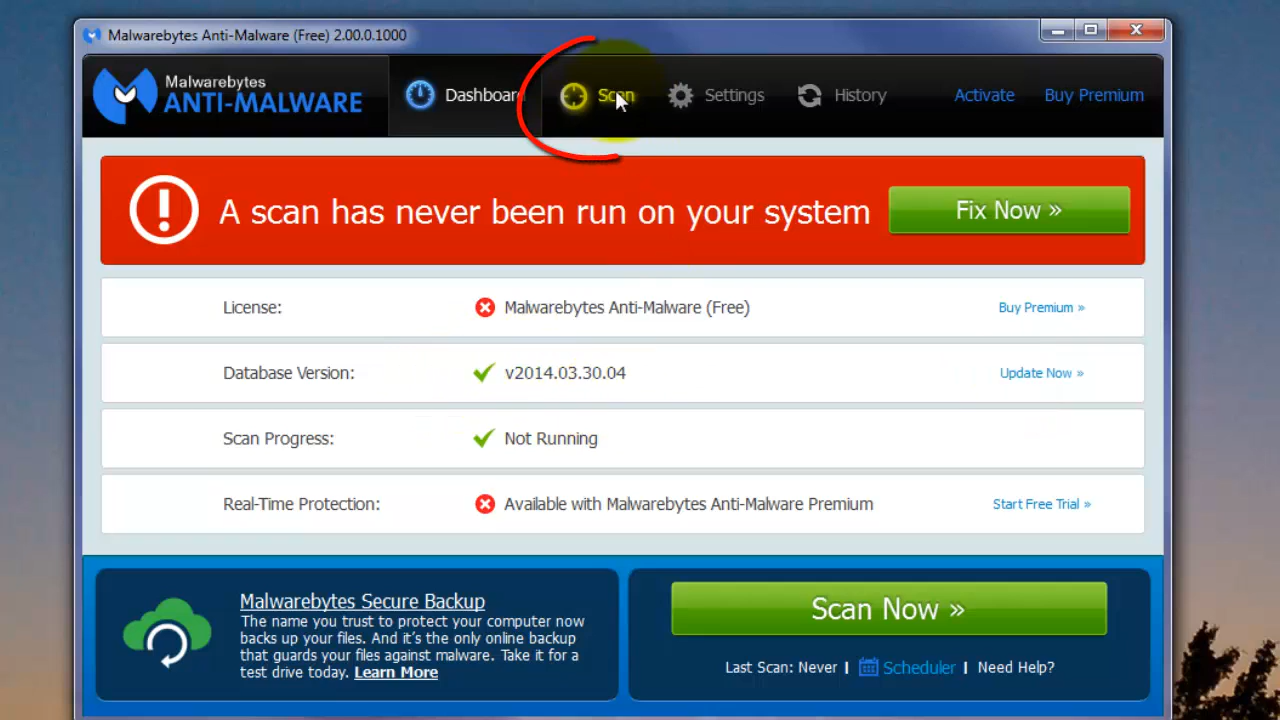 Malwarebytes Anti-Malware (Free) 2.00.0.1000
Malwarebytes
ANTI-MALWARE
Dashboard
Scan
Settings
History
Activate
Buy Premium
A scan has never been run on your system
Fix Now »
License:
Malwarebytes Anti-Malware (Free)
Buy Premium »
Database Version:
v2014.03.30.04
Update Now »
Scan Progress:
Not Running
Real-Time Protection:
Available with Malwarebytes Anti-Malware Premium
Start Free Trial »
Malwarebytes Secure Backup
The name you trust to protect your computer now
backs up your files. And it's the only online backup
that guards your files against malware. Take it for a
test drive today. Learn More
Scan Now »
Last Scan: Never | Scheduler | Need Help?